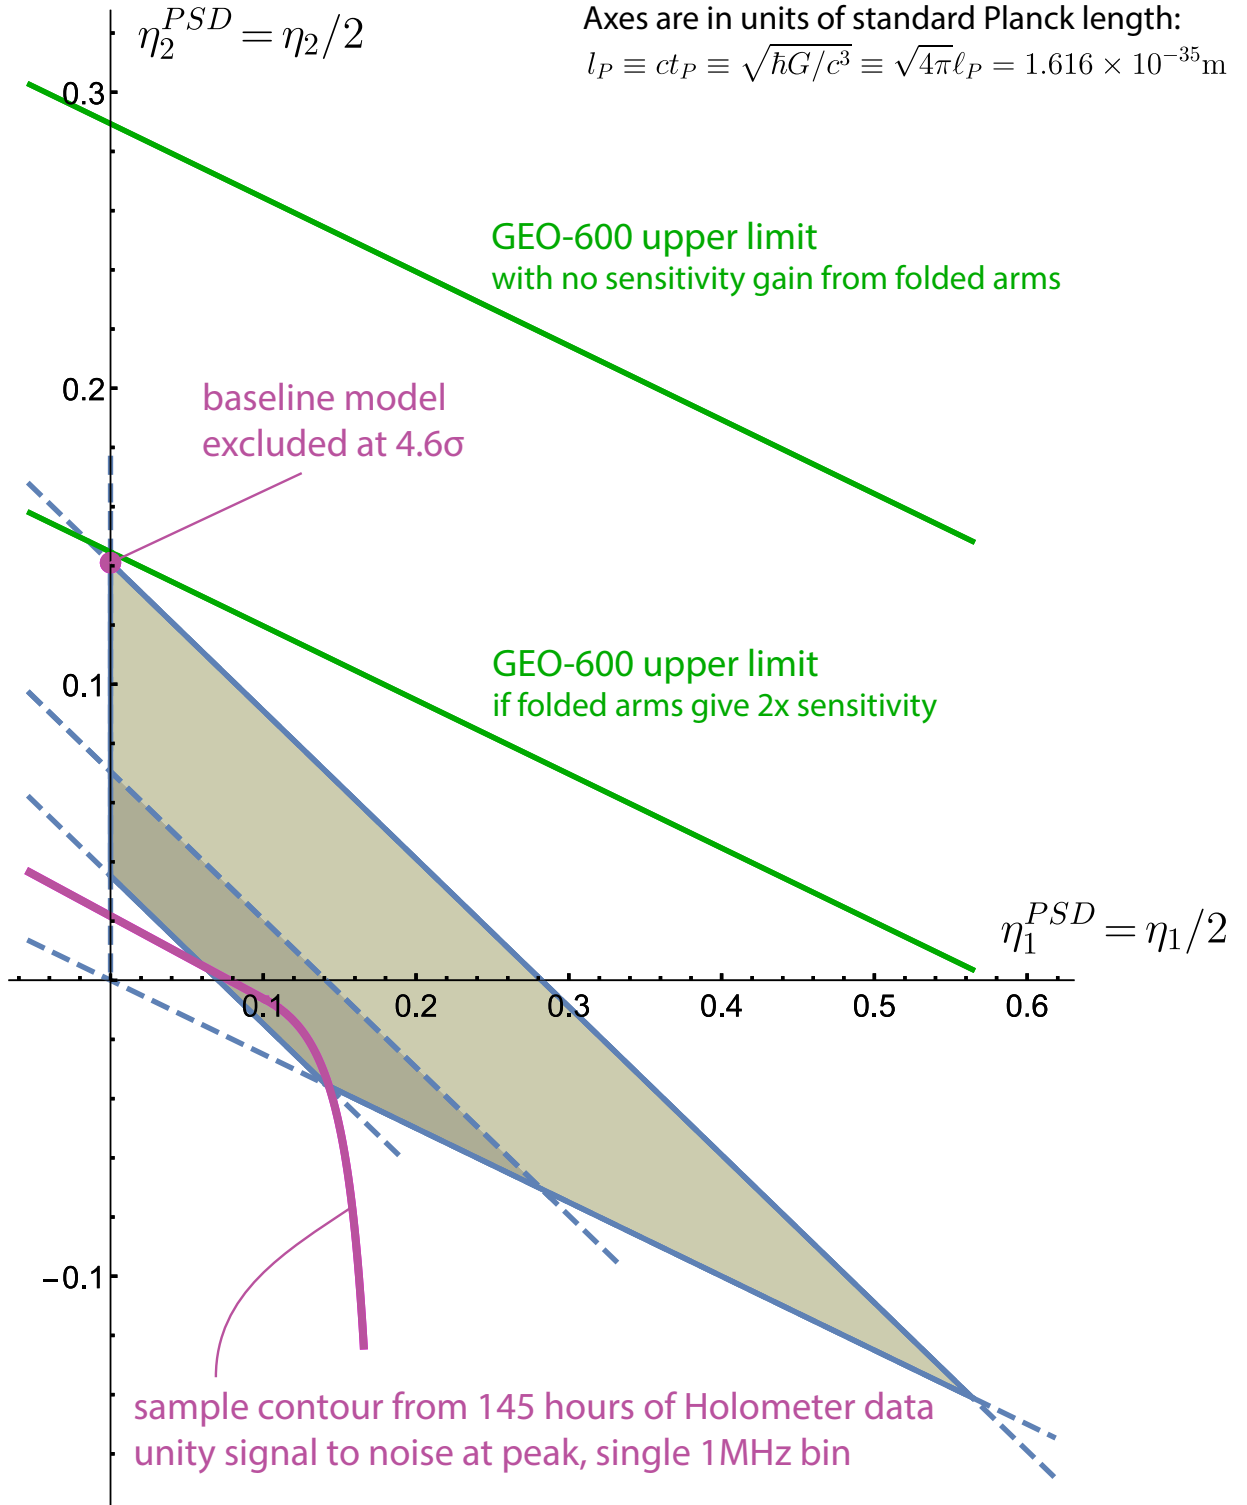 η₂^{PSD} = η₂/2
Axes are in units of standard Planck length:
l_P ≡ ct_P ≡ √(ħG/c³) ≡ √(4π)ℓ_P = 1.616 × 10⁻³⁵m
0.3
GEO-600 upper limit
with no sensitivity gain from folded arms
0.2
baseline model
excluded at 4.6σ
GEO-600 upper limit
if folded arms give 2x sensitivity
0.1
η₁^{PSD} = η₁/2
0.1 0.2 0.3 0.4 0.5 0.6
−0.1
sample contour from 145 hours of Holometer data
unity signal to noise at peak, single 1MHz bin